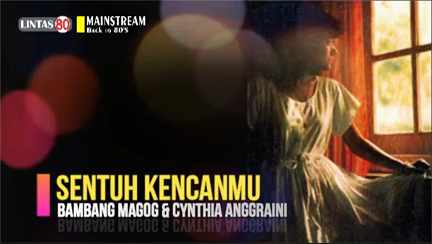 LINTAS 80
MAINSTREAM
BACK TO 80'S
SENTUH KENCANMU
BAMBANG MAGOG & CYNTHIA ANGGRAINI